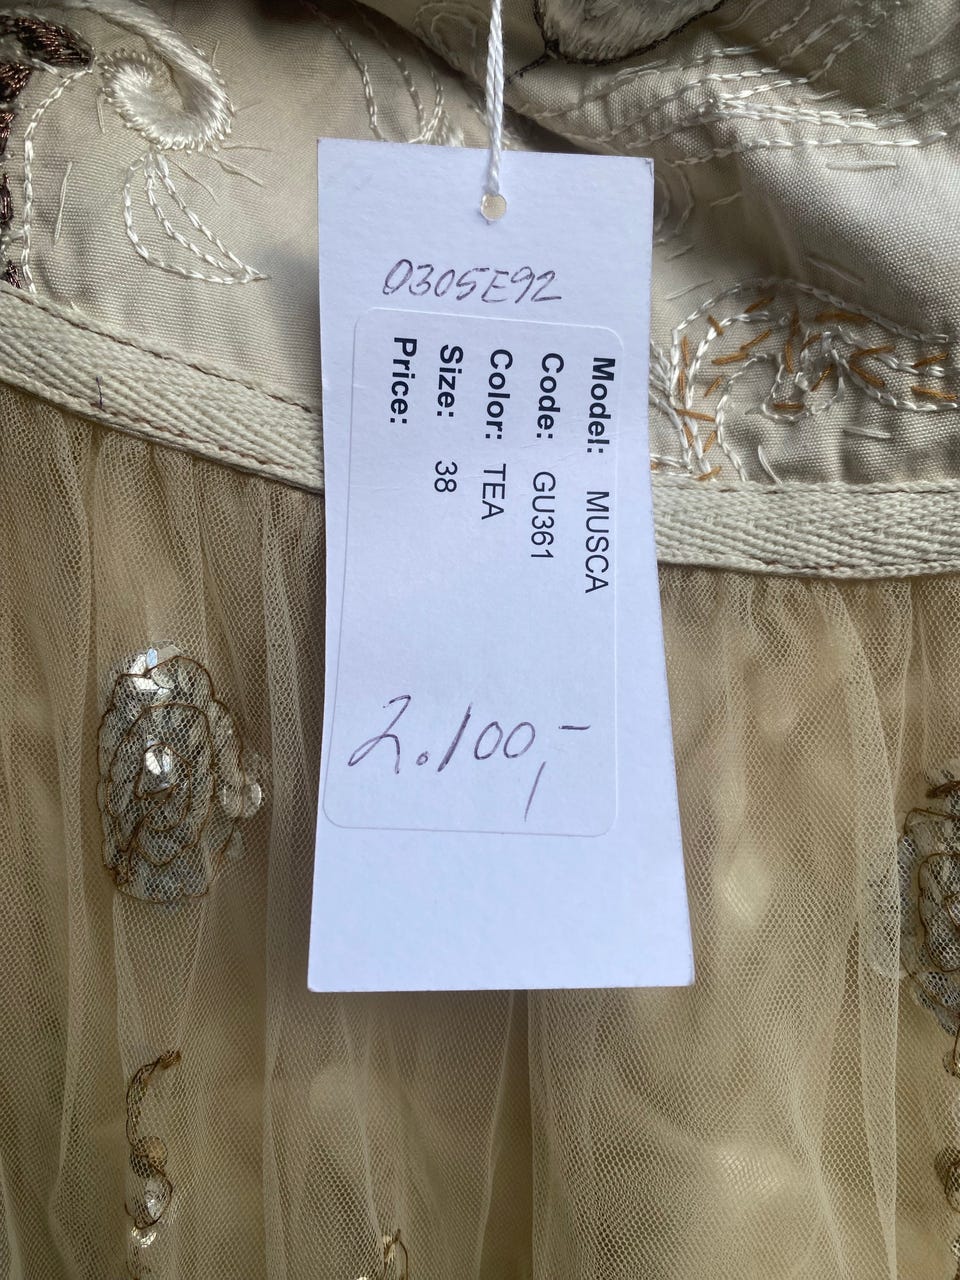 0305E92
Model: MUSCA
Code: GU361
Color: TEA
Size: 38
Price:
2.100,-